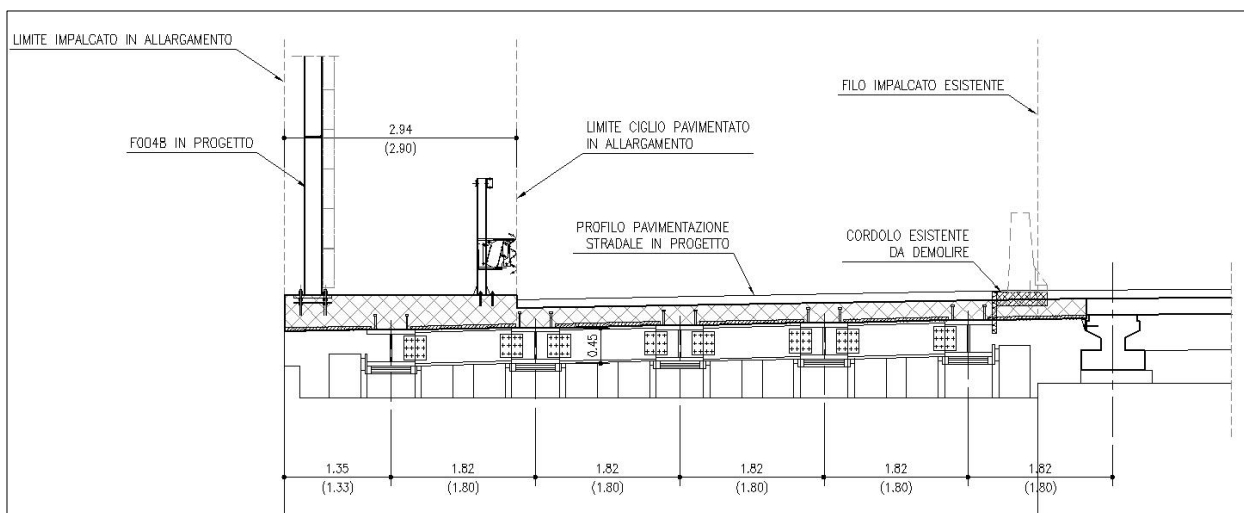 LIMITE IMPALCATO IN ALLARGAMENTO
FILO IMPALCATO ESISTENTE
2.94
(2.90)
LIMITE CIGLIO PAVIMENTATO
IN ALLARGAMENTO
F004B IN PROGETTO
PROFILO PAVIMENTAZIONE
STRADALE IN PROGETTO
CORDOLO ESISTENTE
DA DEMOLIRE
0.45
1.35 1.82 1.82 1.82 1.82 1.82
(1.33) (1.80) (1.80) (1.80) (1.80) (1.80)